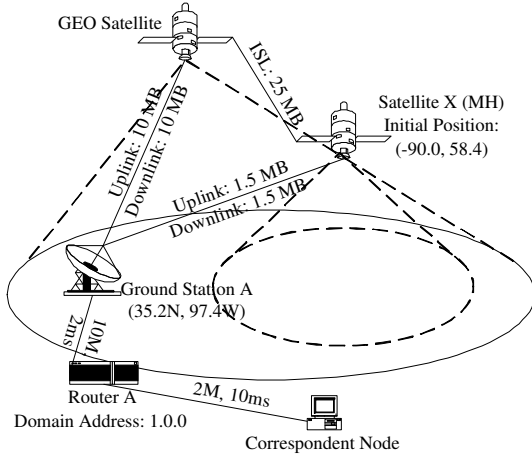 GEO Satellite
ISL: 25 MB
Satellite X (MH)
Initial Position:
(-90.0, 58.4)
Uplink: 10 MB
Downlink: 10 MB
Uplink: 1.5 MB
Downlink: 1.5 MB
Ground Station A
(35.2N, 97.4W)
10M,
2ms
Router A
Domain Address: 1.0.0
2M, 10ms
Correspondent Node